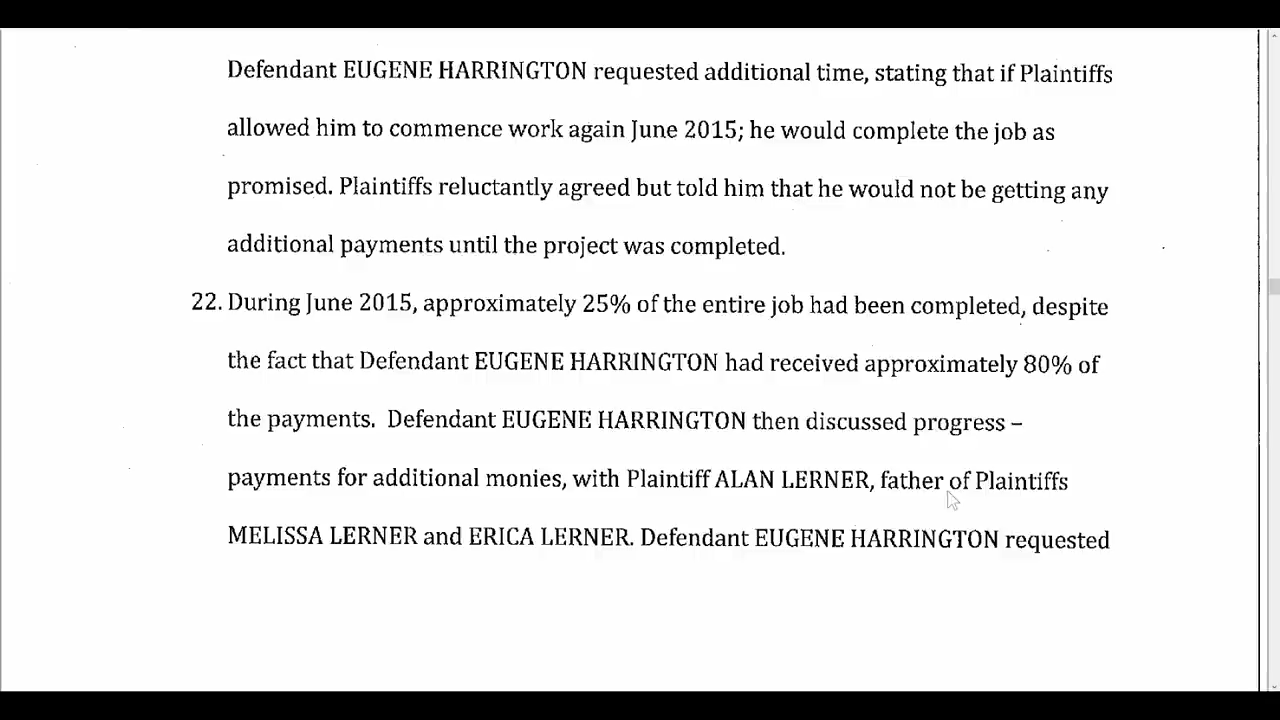 Defendant EUGENE HARRINGTON requested additional time, stating that if Plaintiffs
allowed him to commence work again June 2015; he would complete the job as
promised. Plaintiffs reluctantly agreed but told him that he would not be getting any
additional payments until the project was completed.
22. During June 2015, approximately 25% of the entire job had been completed, despite
the fact that Defendant EUGENE HARRINGTON had received approximately 80% of
the payments. Defendant EUGENE HARRINGTON then discussed progress –
payments for additional monies, with Plaintiff ALAN LERNER, father of Plaintiffs
MELISSA LERNER and ERICA LERNER. Defendant EUGENE HARRINGTON requested